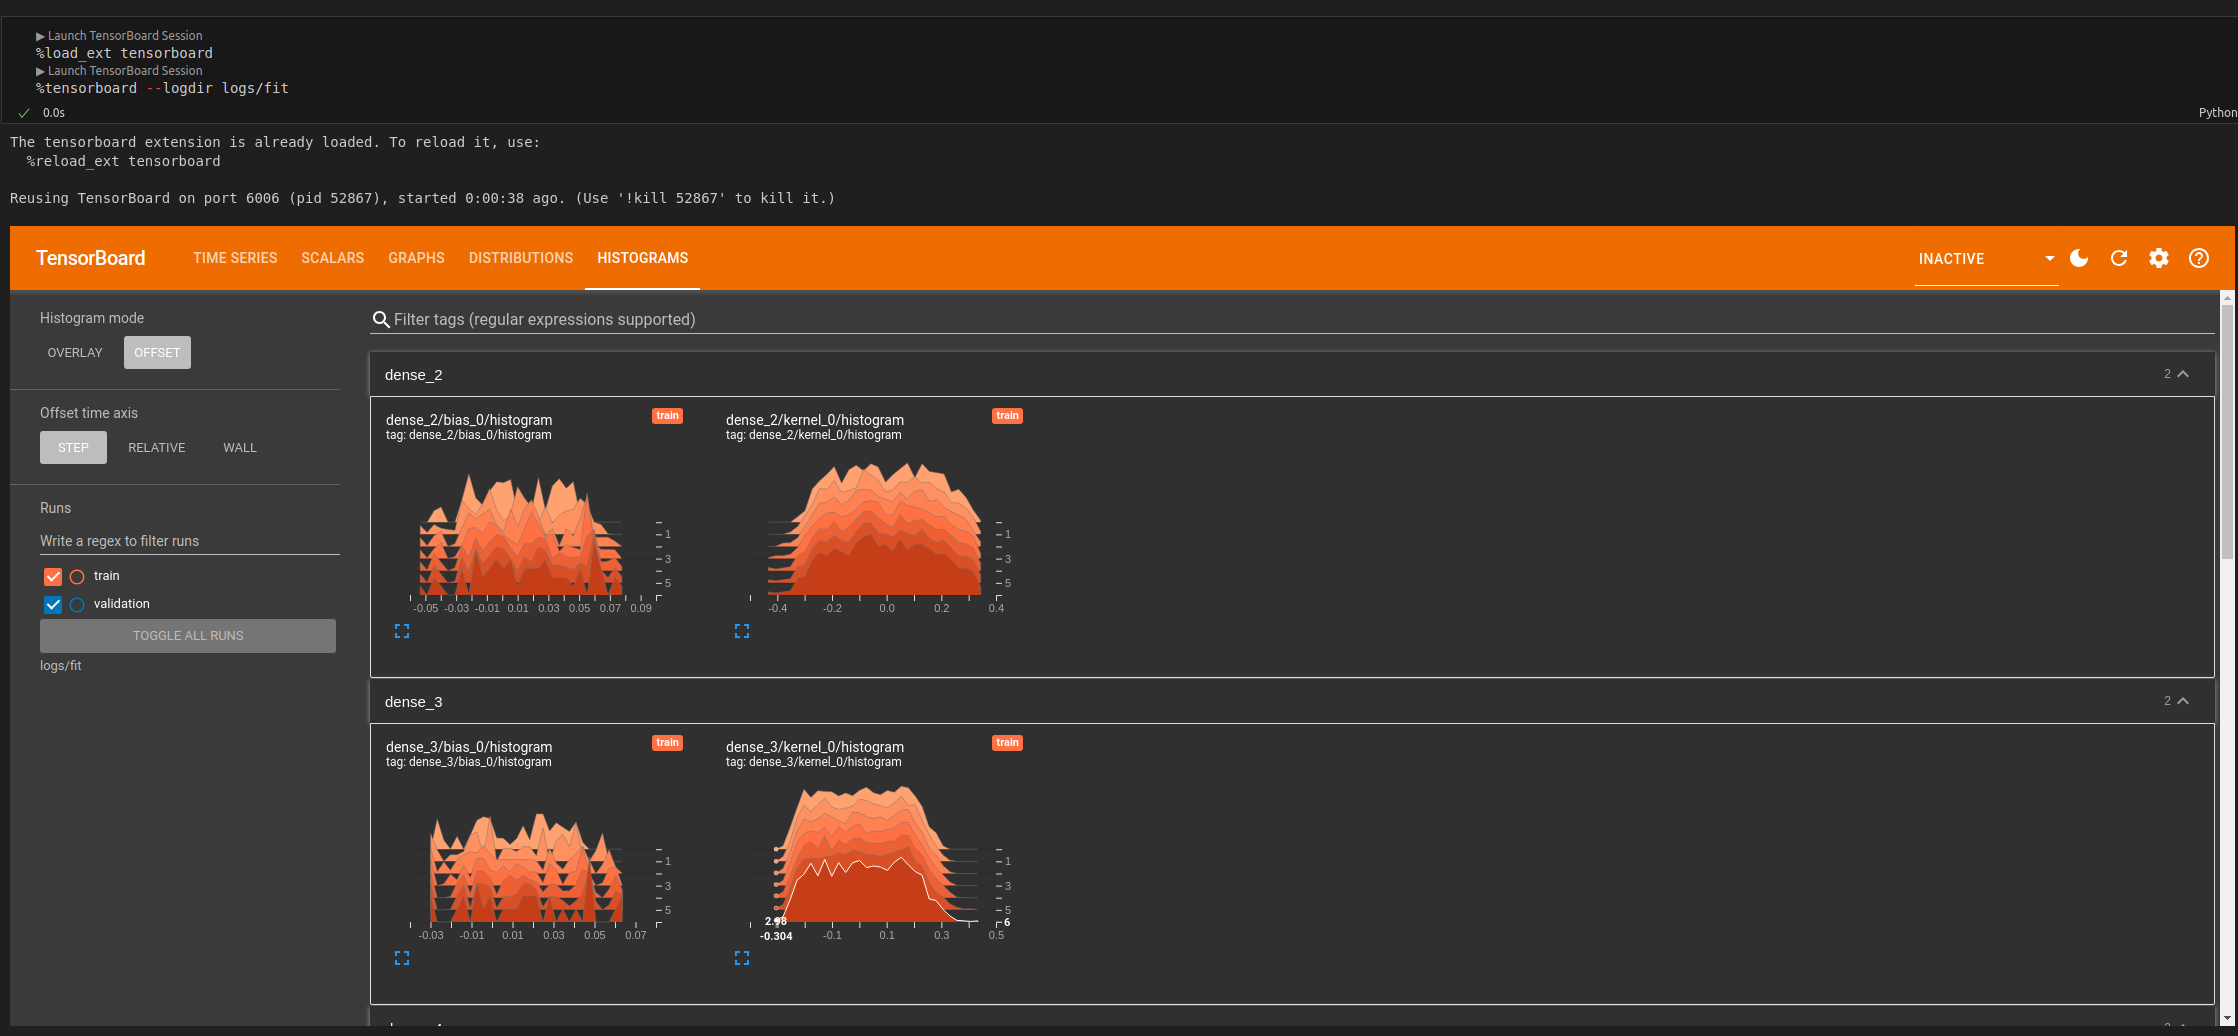 ▶ Launch TensorBoard Session
%load_ext tensorboard
▶ Launch TensorBoard Session
%tensorboard --logdir logs/fit
0.0s
Python
The tensorboard extension is already loaded. To reload it, use:
%reload_ext tensorboard
Reusing TensorBoard on port 6006 (pid 52867), started 0:00:38 ago. (Use '!kill 52867' to kill it.)
TensorBoard TIME SERIES SCALARS GRAPHS DISTRIBUTIONS HISTOGRAMS INACTIVE
Histogram mode
OVERLAY OFFSET
Offset time axis
STEP RELATIVE WALL
Runs
Write a regex to filter runs
train
validation
TOGGLE ALL RUNS
logs/fit
Filter tags (regular expressions supported)
dense_2 2
dense_2/bias_0/histogram train
tag: dense_2/bias_0/histogram
1
3
5
-0.05 -0.03 -0.01 0.01 0.03 0.05 0.07 0.09
dense_2/kernel_0/histogram train
tag: dense_2/kernel_0/histogram
1
3
5
-0.4 -0.2 0.0 0.2 0.4
dense_3 2
dense_3/bias_0/histogram train
tag: dense_3/bias_0/histogram
1
3
5
-0.03 -0.01 0.01 0.03 0.05 0.07
dense_3/kernel_0/histogram train
tag: dense_3/kernel_0/histogram
1
3
5
6
2.98
-0.304 -0.1 0.1 0.3 0.5